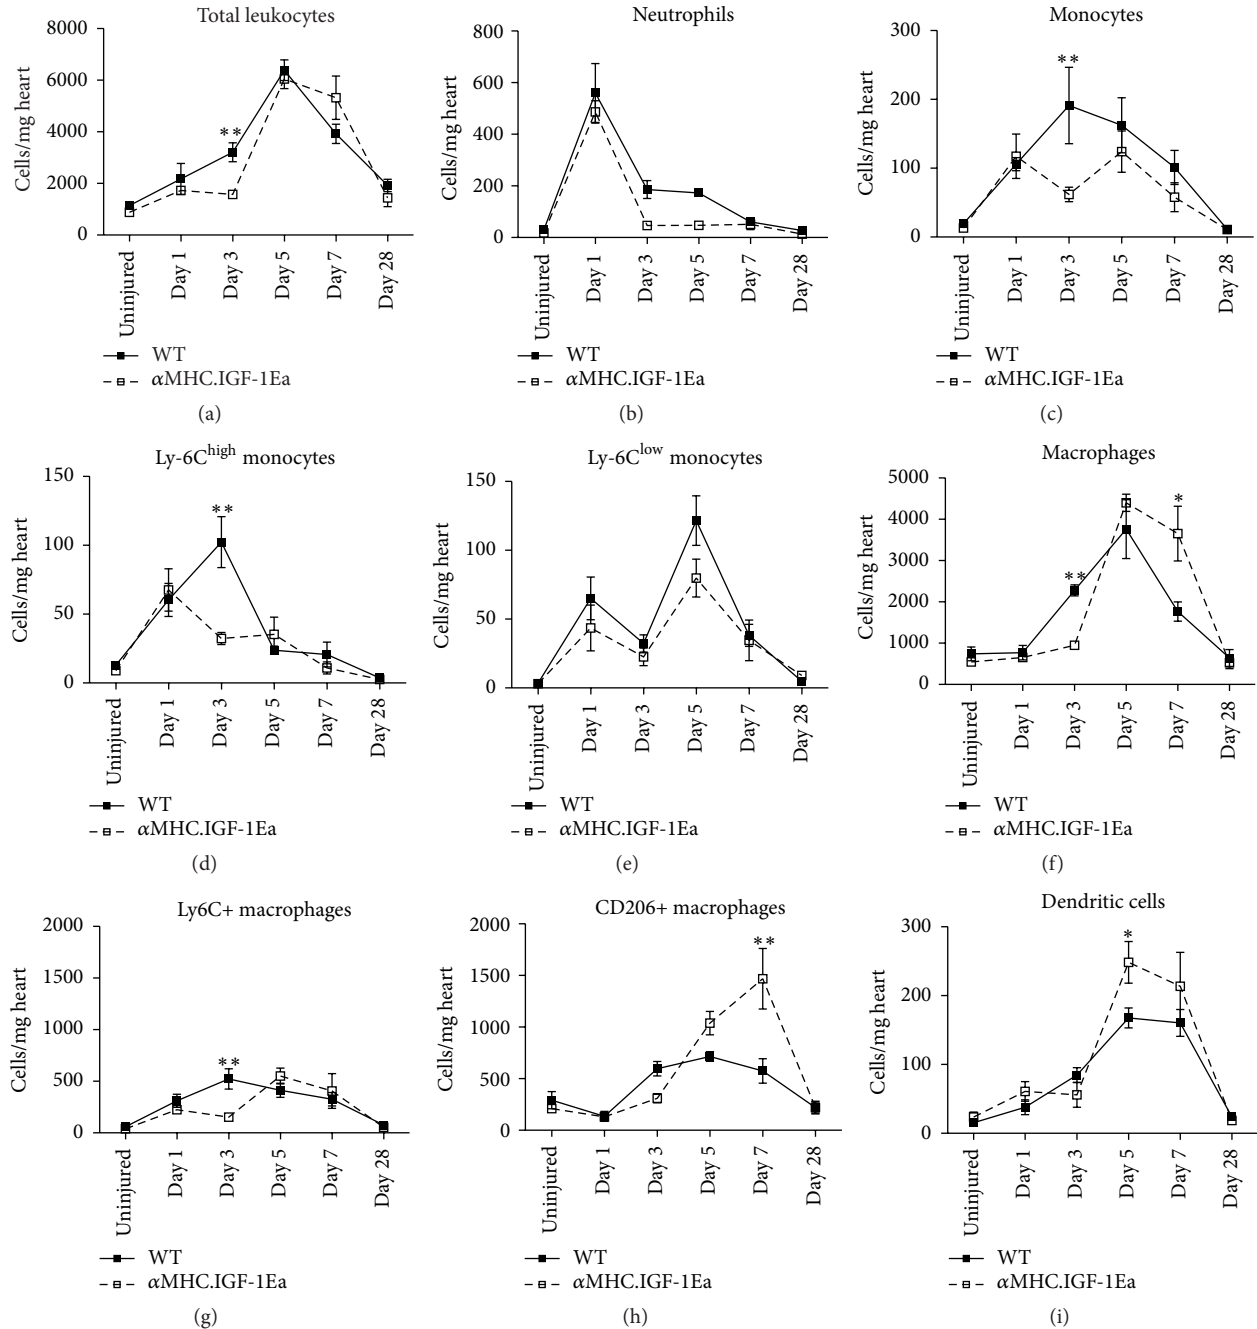 Total leukocytes
8000
6000
4000
2000
0
Cells/mg heart
**
Uninjured
Day 1
Day 3
Day 5
Day 7
Day 28
WT
αMHC.IGF-1Ea
(a)
Neutrophils
800
600
400
200
0
Cells/mg heart
Uninjured
Day 1
Day 3
Day 5
Day 7
Day 28
WT
αMHC.IGF-1Ea
(b)
Monocytes
300
200
100
0
Cells/mg heart
**
Uninjured
Day 1
Day 3
Day 5
Day 7
Day 28
WT
αMHC.IGF-1Ea
(c)
Ly-6Chigh monocytes
150
100
50
0
Cells/mg heart
**
Uninjured
Day 1
Day 3
Day 5
Day 7
Day 28
WT
αMHC.IGF-1Ea
(d)
Ly-6Clow monocytes
150
100
50
0
Cells/mg heart
Uninjured
Day 1
Day 3
Day 5
Day 7
Day 28
WT
αMHC.IGF-1Ea
(e)
Macrophages
5000
4000
3000
2000
1000
0
Cells/mg heart
**
*
Uninjured
Day 1
Day 3
Day 5
Day 7
Day 28
WT
αMHC.IGF-1Ea
(f)
Ly6C+ macrophages
2000
1500
1000
500
0
Cells/mg heart
**
Uninjured
Day 1
Day 3
Day 5
Day 7
Day 28
WT
αMHC.IGF-1Ea
(g)
CD206+ macrophages
2000
1500
1000
500
0
Cells/mg heart
**
Uninjured
Day 1
Day 3
Day 5
Day 7
Day 28
WT
αMHC.IGF-1Ea
(h)
Dendritic cells
300
200
100
0
Cells/mg heart
*
Uninjured
Day 1
Day 3
Day 5
Day 7
Day 28
WT
αMHC.IGF-1Ea
(i)